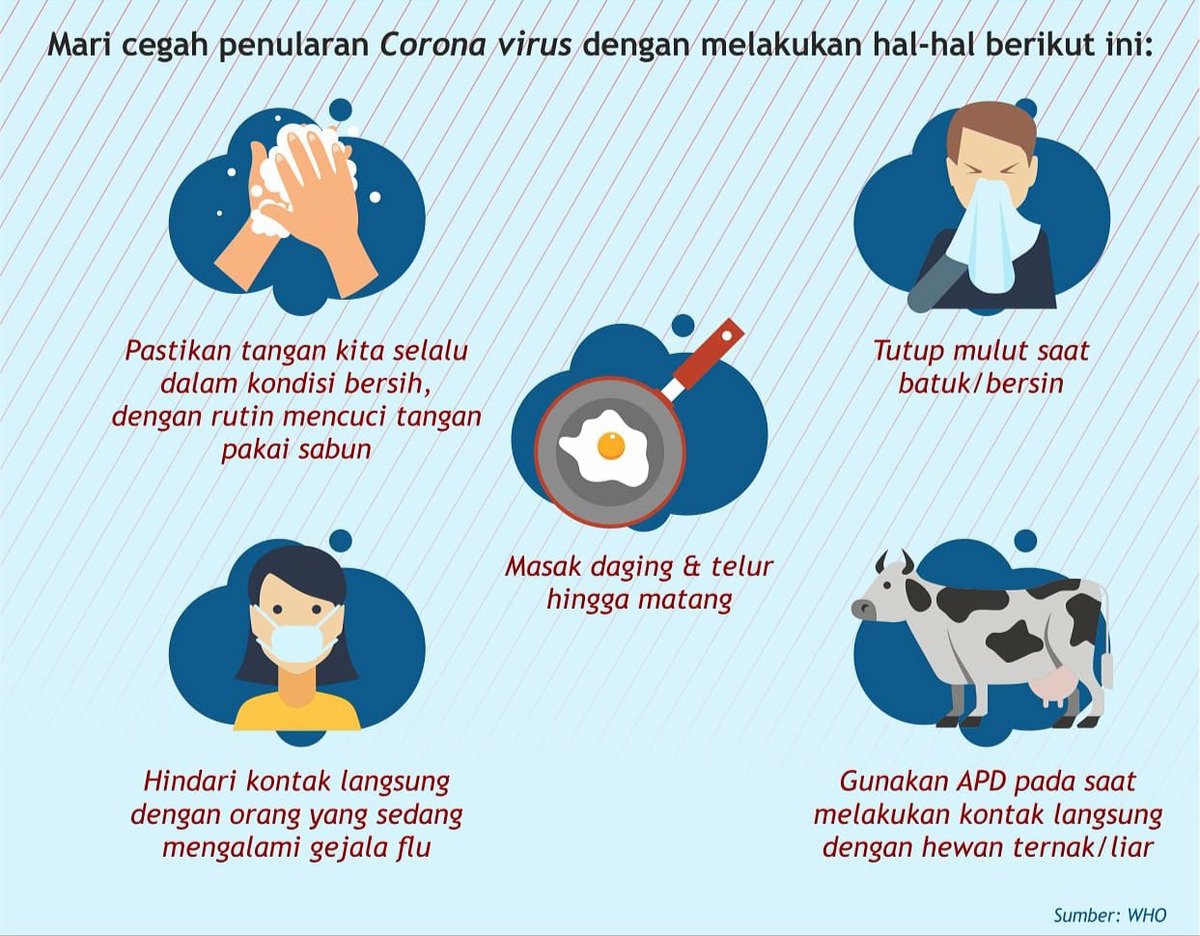 Mari cegah penularan Corona virus dengan melakukan hal-hal berikut ini:
Pastikan tangan kita selalu
dalam kondisi bersih,
dengan rutin mencuci tangan
pakai sabun
Tutup mulut saat
batuk/bersin
Masak daging & telur
hingga matang
Hindari kontak langsung
dengan orang yang sedang
mengalami gejala flu
Gunakan APD pada saat
melakukan kontak langsung
dengan hewan ternak/liar
Sumber: WHO